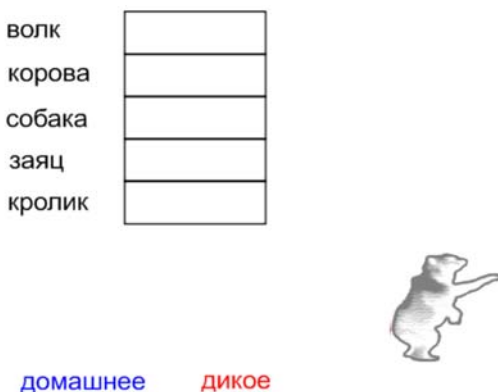 волк
корова
собака
заяц
кролик
домашнее дикое